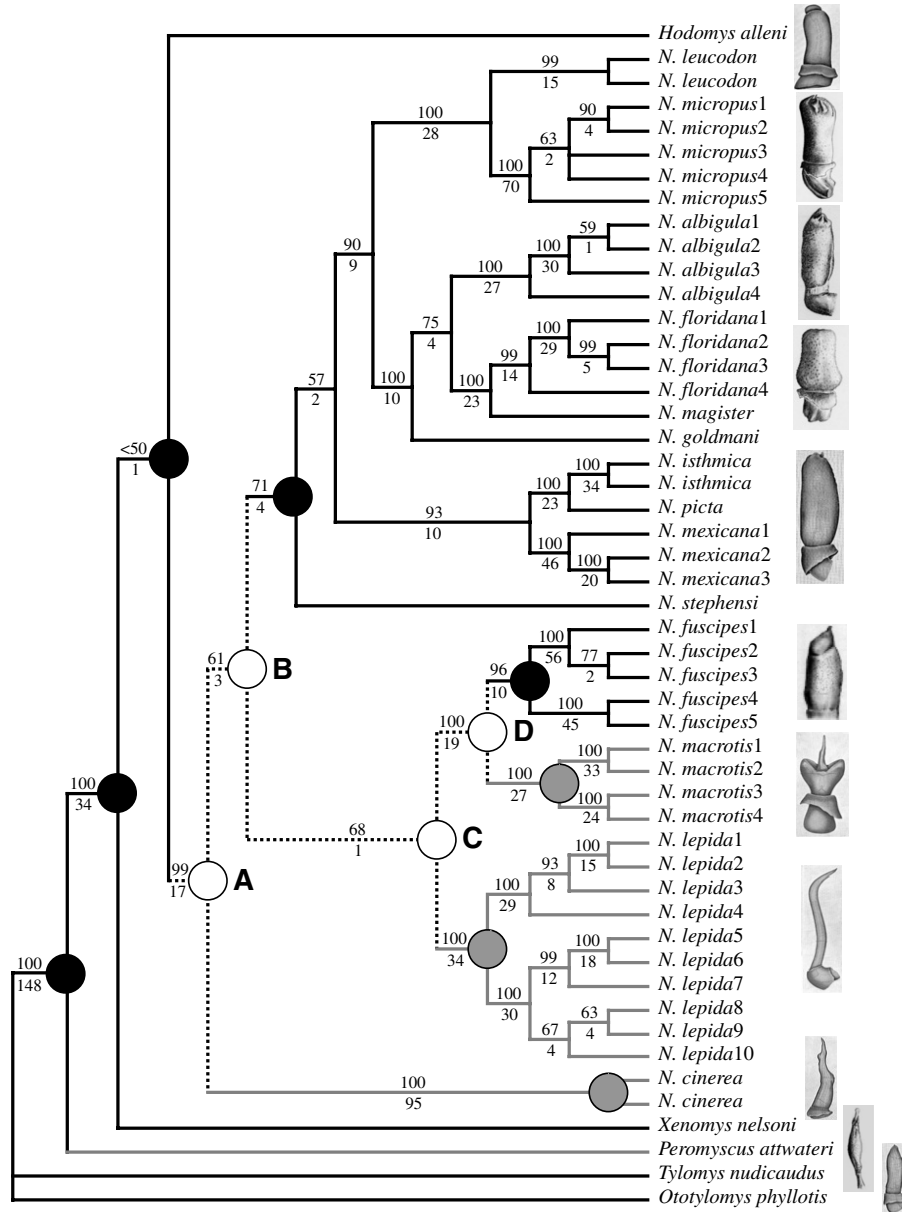 Hodomys alleni
N. leucodon
99
15
N. leucodon
N. micropus1
100
28
90
4
N. micropus2
63
2
N. micropus3
100
70
N. micropus4
N. micropus5
N. albigula1
59
1
90
9
100
30
N. albigula2
100
27
N. albigula3
N. albigula4
N. floridana1
75
4
100
29
N. floridana2
99
14
99
5
N. floridana3
57
2
100
10
100
23
N. floridana4
N. magister
N. goldmani
<50
1
N. isthmica
100
34
N. isthmica
71
4
100
23
N. picta
93
10
N. mexicana1
100
46
N. mexicana2
100
20
N. mexicana3
N. stephensi
N. fuscipes1
100
56
N. fuscipes2
61
3
B
96
10
77
2
N. fuscipes3
N. fuscipes4
100
45
N. fuscipes5
100
19
D
N. macrotis1
100
33
N. macrotis2
100
34
100
27
N. macrotis3
100
24
N. macrotis4
68
1
C
N. lepida1
100
15
N. lepida2
99
17
A
93
8
N. lepida3
100
29
N. lepida4
N. lepida5
100
34
100
18
N. lepida6
100
148
99
12
N. lepida7
100
30
N. lepida8
63
4
N. lepida9
67
4
N. lepida10
N. cinerea
100
95
N. cinerea
Xenomys nelsoni
Peromyscus attwateri
Tylomys nudicaudus
Ototylomys phyllotis